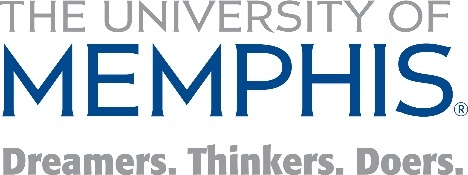 THE UNIVERSITY OF
MEMPHIS®
Dreamers. Thinkers. Doers.